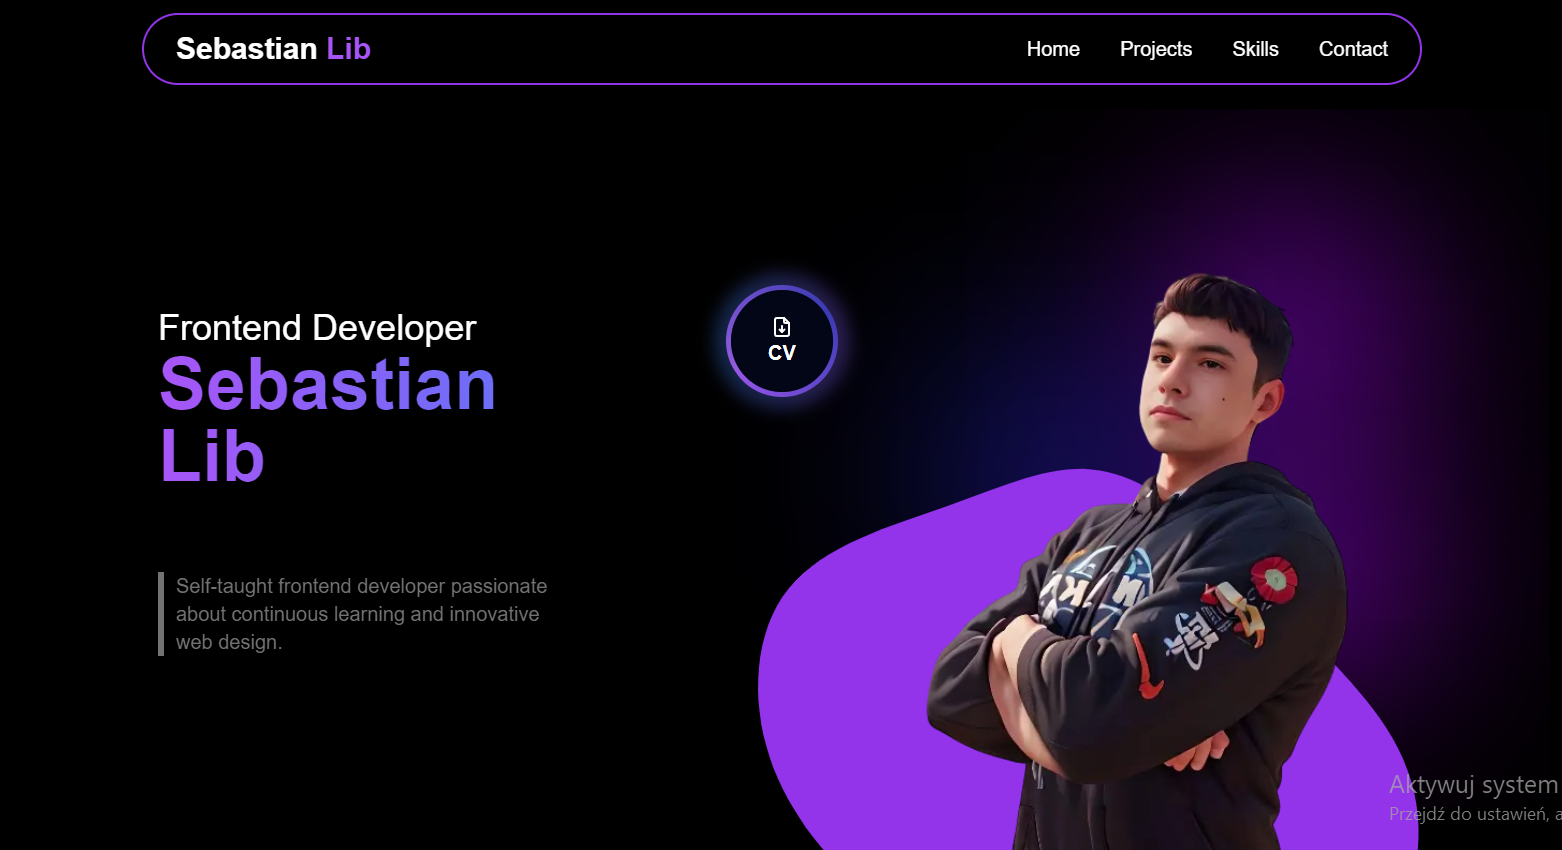 Sebastian Lib
Home Projects Skills Contact
Frontend Developer
Sebastian
Lib
CV
Self-taught frontend developer passionate
about continuous learning and innovative
web design.
Aktywuj system
Przejdź do ustawień, a